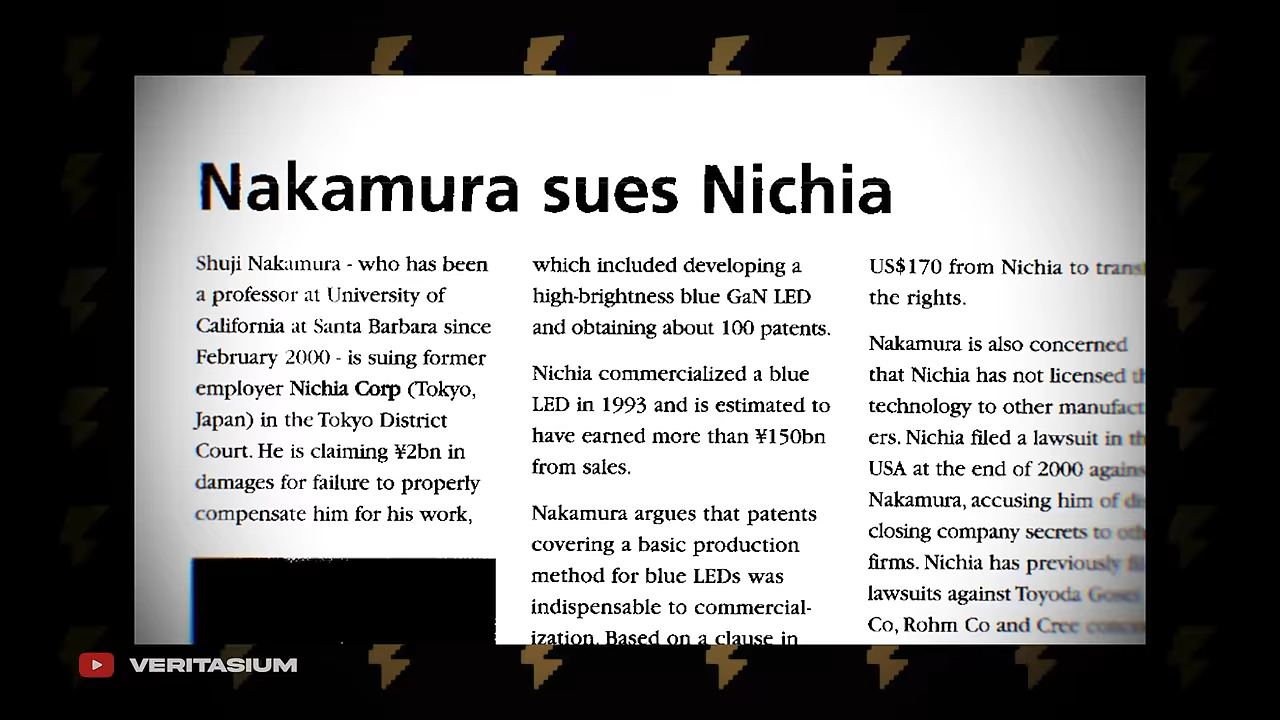 Nakamura sues Nichia
Shuji Nakamura - who has been
a professor at University of
California at Santa Barbara since
February 2000 - is suing former
employer Nichia Corp (Tokyo,
Japan) in the Tokyo District
Court. He is claiming ¥2bn in
damages for failure to properly
compensate him for his work,
which included developing a
high-brightness blue GaN LED
and obtaining about 100 patents.
Nichia commercialized a blue
LED in 1993 and is estimated to
have earned more than ¥150bn
from sales.
Nakamura argues that patents
covering a basic production
method for blue LEDs was
indispensable to commercial-
ization. Based on a clause in
US$170 from Nichia to
the rights.
Nakamura is also concerned
that Nichia has not licensed
technology to other
ers. Nichia filed a lawsuit in
USA at the end of 2000
Nakamura, accusing him of
closing company secrets to
firms. Nichia has previously
lawsuits against Toyoda Gosei
Co, Rohm Co and Cree
VERITASIUM